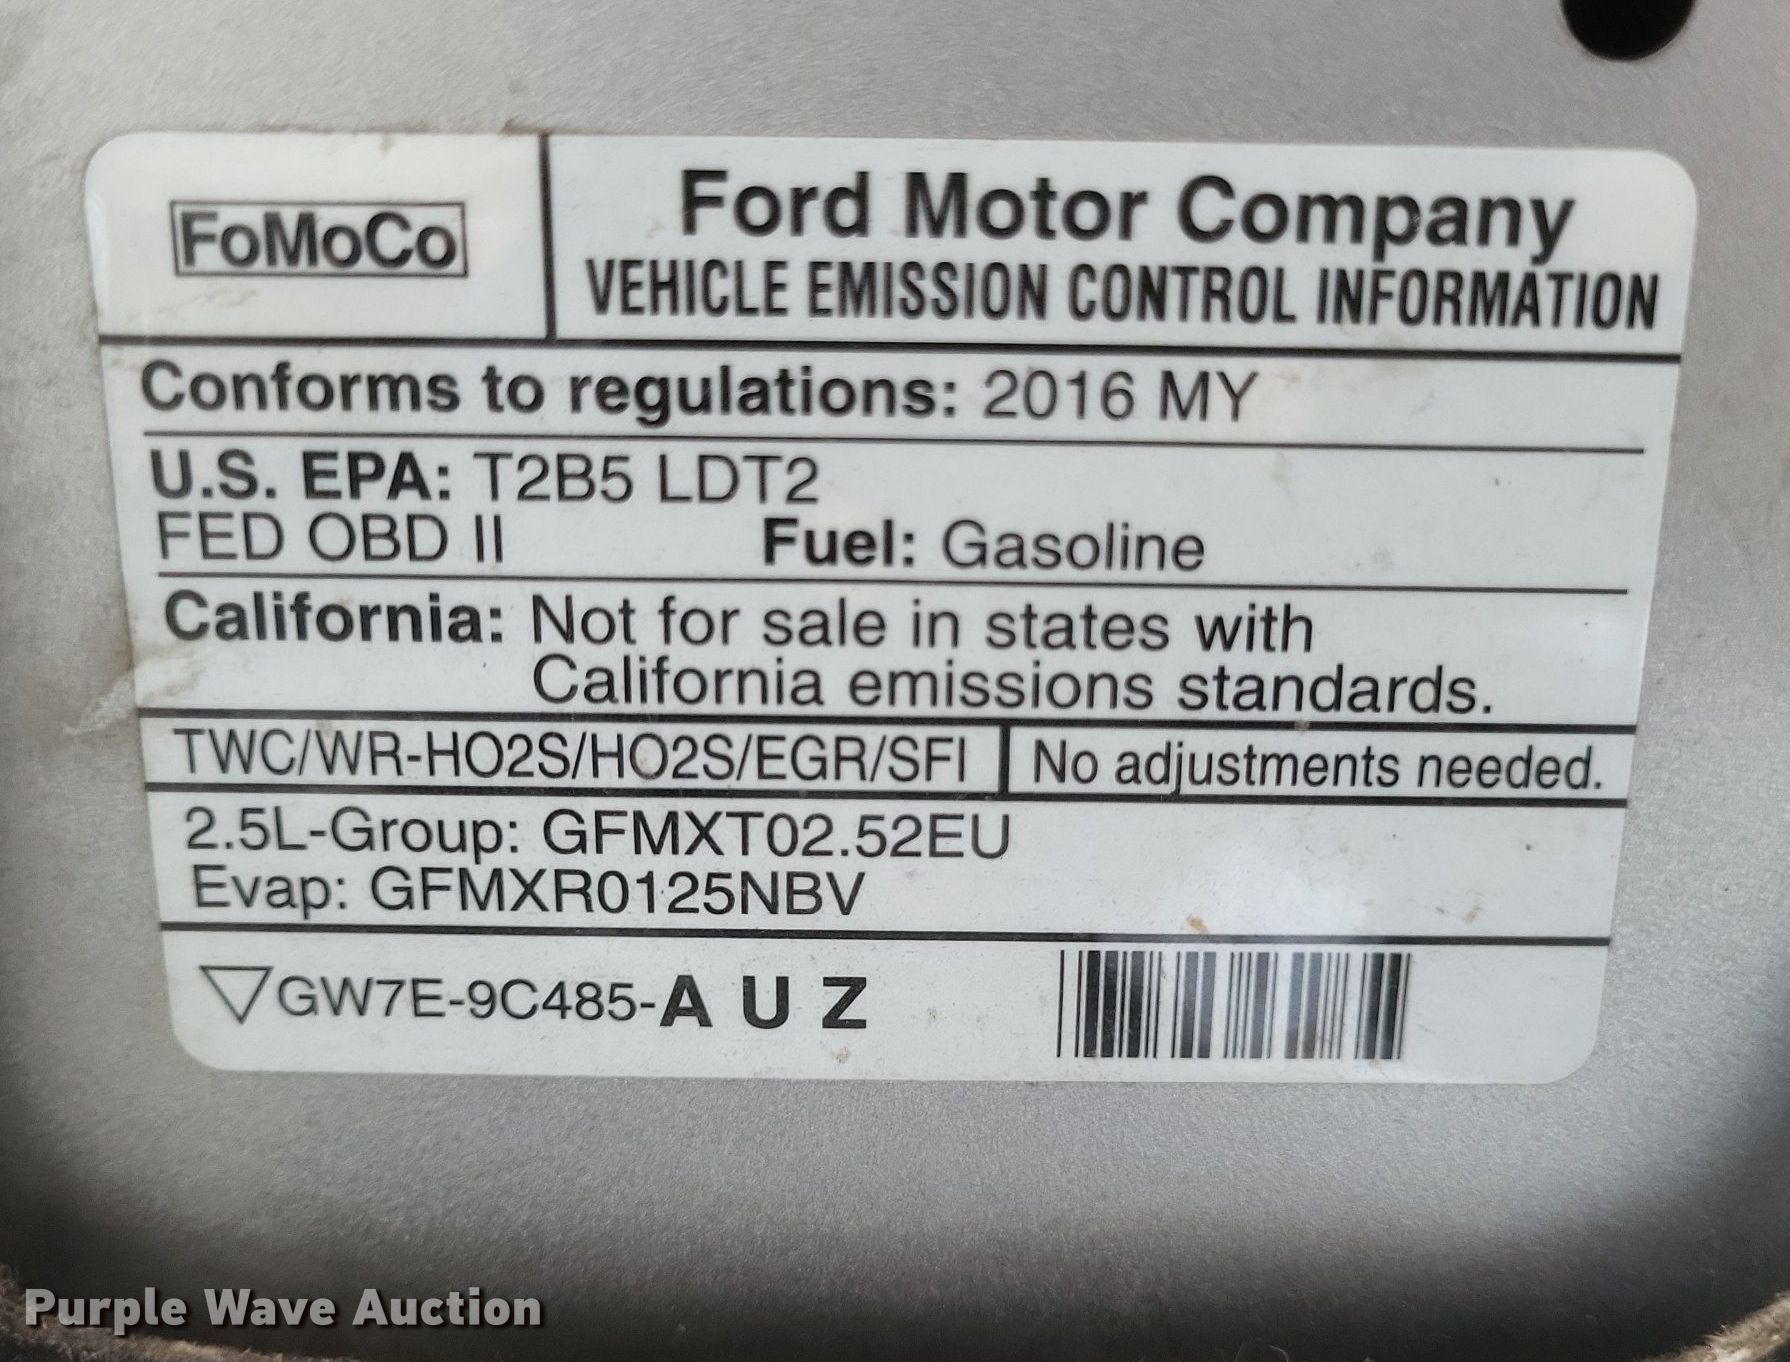 FoMoCo
Ford Motor Company
VEHICLE EMISSION CONTROL INFORMATION
Conforms to regulations: 2016 MY
U.S. EPA: T2B5 LDT2
FED OBD II Fuel: Gasoline
California: Not for sale in states with
California emissions standards.
TWC/WR-HO2S/HO2S/EGR/SFI No adjustments needed.
2.5L-Group: GFMXT02.52EU
Evap: GFMXR0125NBV
GW7E-9C485-A U Z
Purple Wave Auction